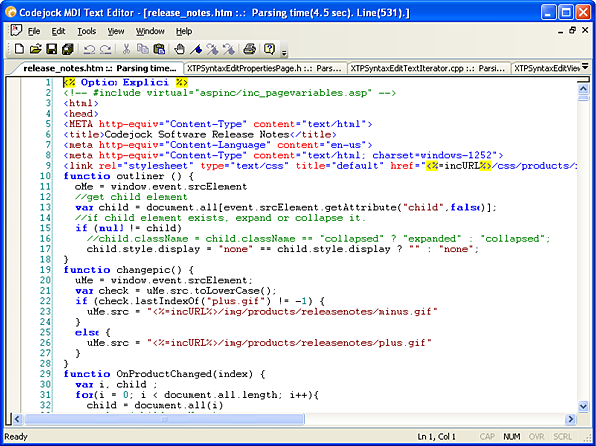 Codejock MDI Text Editor - [release_notes.htm :.: Parsing time(4.5 sec). Line(531).]
File Edit Tools View Window Help
release_notes.htm :.: Parsing time... XTPSyntaxEditPropertiesPage.h :.: Pars... XTPSyntaxEditTextIterator.cpp :.: Parsi... XTPSyntaxEditView
1 <% Option Explici %>
2 <!-- #include virtual="aspinc/inc_pagevariables.asp" -->
3 <html>
4 <head>
5 <META http-equiv="Content-Type" content="text/html">
6 <title>Codejock Software Release Notes</title>
7 <meta http-equiv="Content-Language" content="en-us">
8 <meta http-equiv="Content-Type" content="text/html; charset=windows-1252">
9 <link rel="stylesheet" type="text/css" title="default" href="<%=incURL%>/css/products/
10 functio outliner () {
11 oMe = window.event.srcElement
12 //get child element
13 var child = document.all[event.srcElement.getAttribute("child",false)];
14 //if child element exists, expand or collapse it.
15 if (null != child)
16 //child.className = child.className == "collapsed" ? "expanded" : "collapsed";
17 child.style.display = "none" == child.style.display ? "" : "none";
18 }
19 functio changepic() {
20 uMe = window.event.srcElement;
21 var check = uMe.src.toLowerCase();
22 if (check.lastIndexOf("plus.gif") != -1) {
23 uMe.src = "<%=incURL%>/img/products/releasenotes/minus.gif"
24 }
25 else {
26 uMe.src = "<%=incURL%>/img/products/releasenotes/plus.gif"
27 }
28 }
29 functio OnProductChanged(index) {
30 var i, child ;
31 for(i = 0; i < document.all.length; i++){
32 child = document.all(i)
Ready Ln 1, Col 1 CAP NUM OVR SCRL